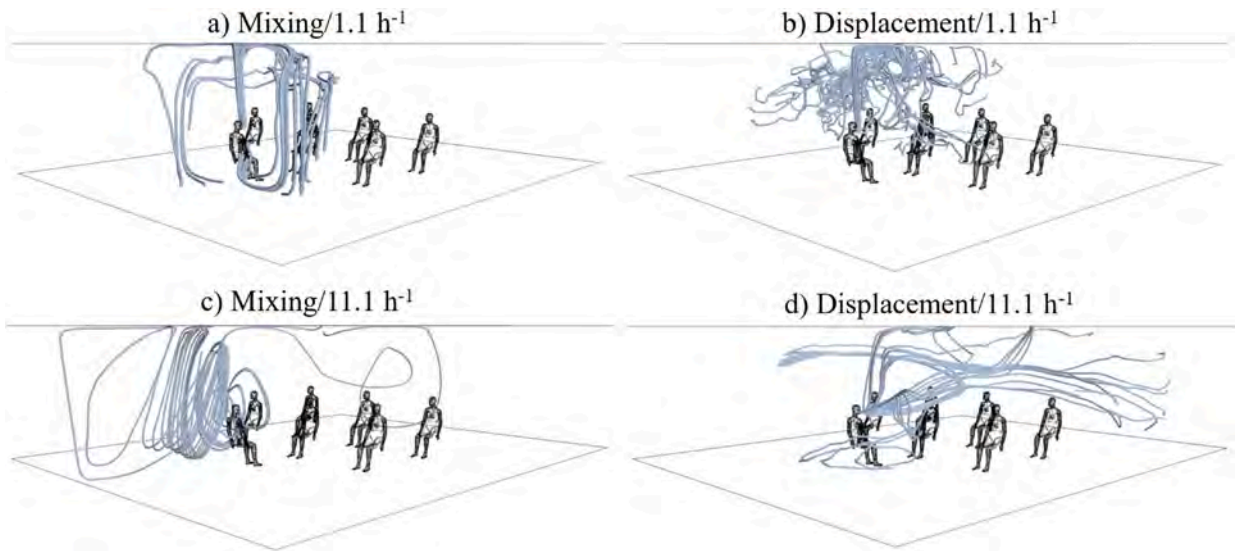 a) Mixing/1.1 h⁻¹
b) Displacement/1.1 h⁻¹
c) Mixing/11.1 h⁻¹
d) Displacement/11.1 h⁻¹